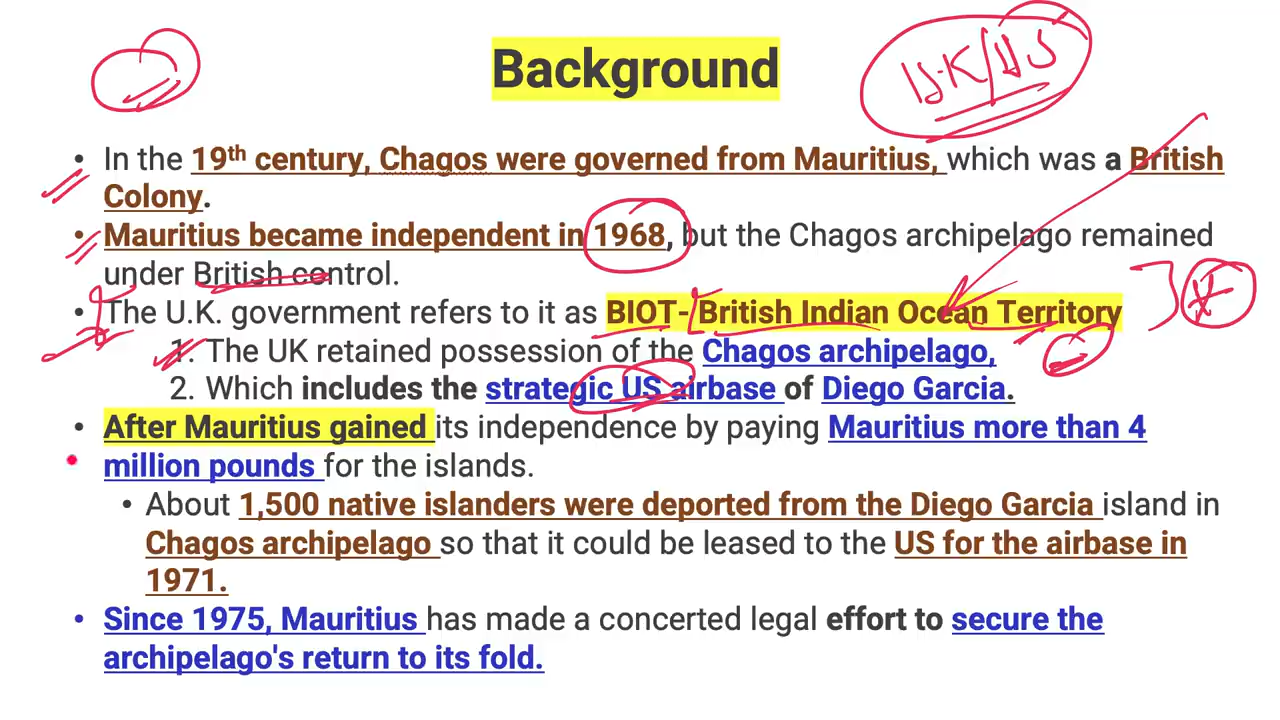 Background
U.K/US
• In the 19th century, Chagos were governed from Mauritius, which was a British
Colony.
• Mauritius became independent in 1968, but the Chagos archipelago remained
under British control.
• The U.K. government refers to it as BIOT- British Indian Ocean Territory
1. The UK retained possession of the Chagos archipelago,
2. Which includes the strategic US airbase of Diego Garcia.
• After Mauritius gained its independence by paying Mauritius more than 4
million pounds for the islands.
• About 1,500 native islanders were deported from the Diego Garcia island in
Chagos archipelago so that it could be leased to the US for the airbase in
1971.
• Since 1975, Mauritius has made a concerted legal effort to secure the
archipelago's return to its fold.